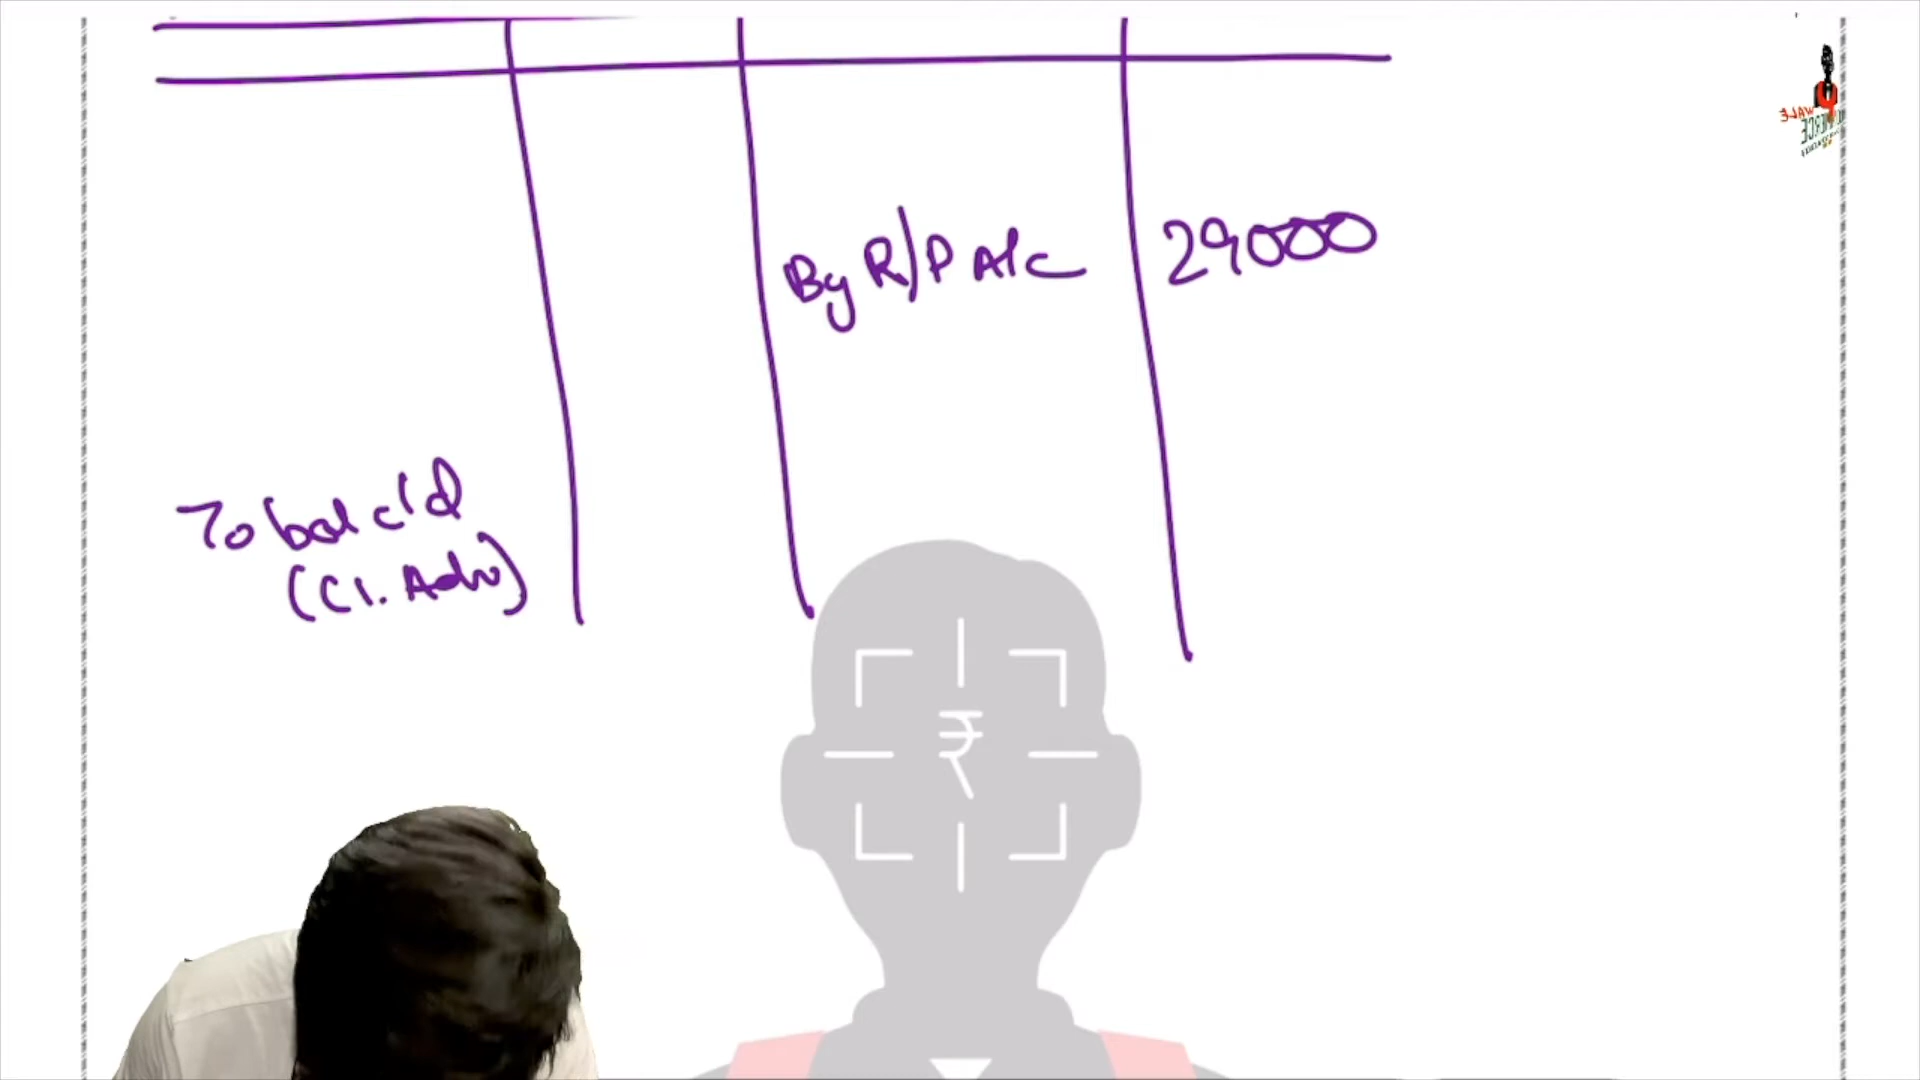 By R/P A/c 29000
To bal c/d
(Cl. Adv)
₹